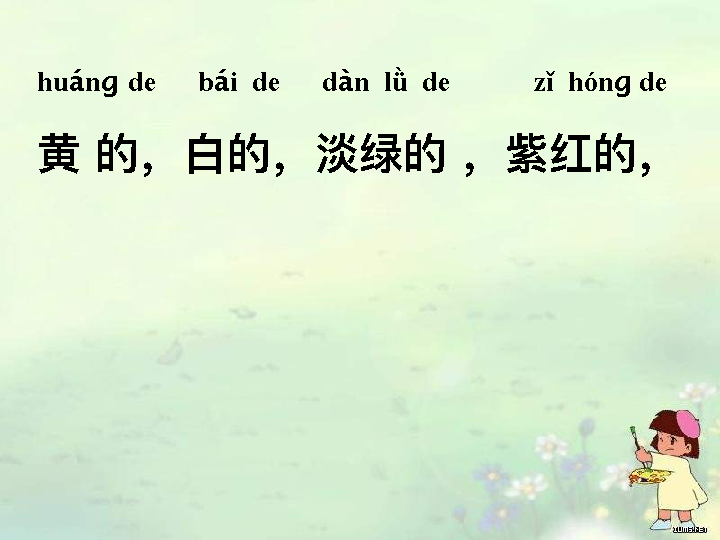 huáng de bái de dàn lǜ de zǐ hóng de
黄 的，白的，淡绿的 ，紫红的，